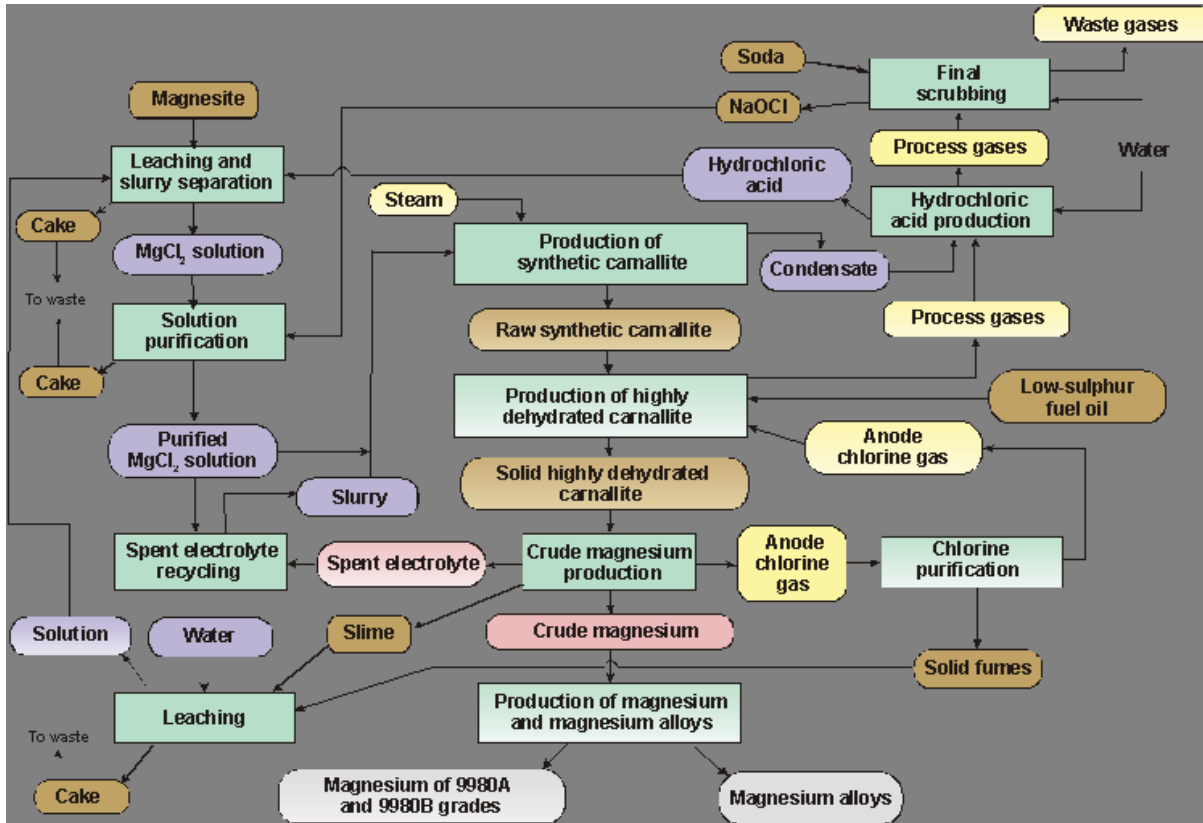 Waste gases
Soda
Final
scrubbing
Magnesite
NaOCl
Process gases
Water
Leaching and
slurry separation
Hydrochloric
acid
Hydrochloric
acid production
Steam
Cake
MgCl₂ solution
Production of
synthetic carnallite
Condensate
To waste
Solution
purification
Raw synthetic carnallite
Process gases
Cake
Production of highly
dehydrated carnallite
Low-sulphur
fuel oil
Purified
MgCl₂ solution
Anode
chlorine gas
Solid highly dehydrated
carnallite
Slurry
Spent electrolyte
recycling
Spent electrolyte
Crude magnesium
production
Anode
chlorine
gas
Chlorine
purification
Solution
Water
Slime
Crude magnesium
Solid fumes
Leaching
Production of magnesium
and magnesium alloys
To waste
Cake
Magnesium of 9980A
and 9980B grades
Magnesium alloys